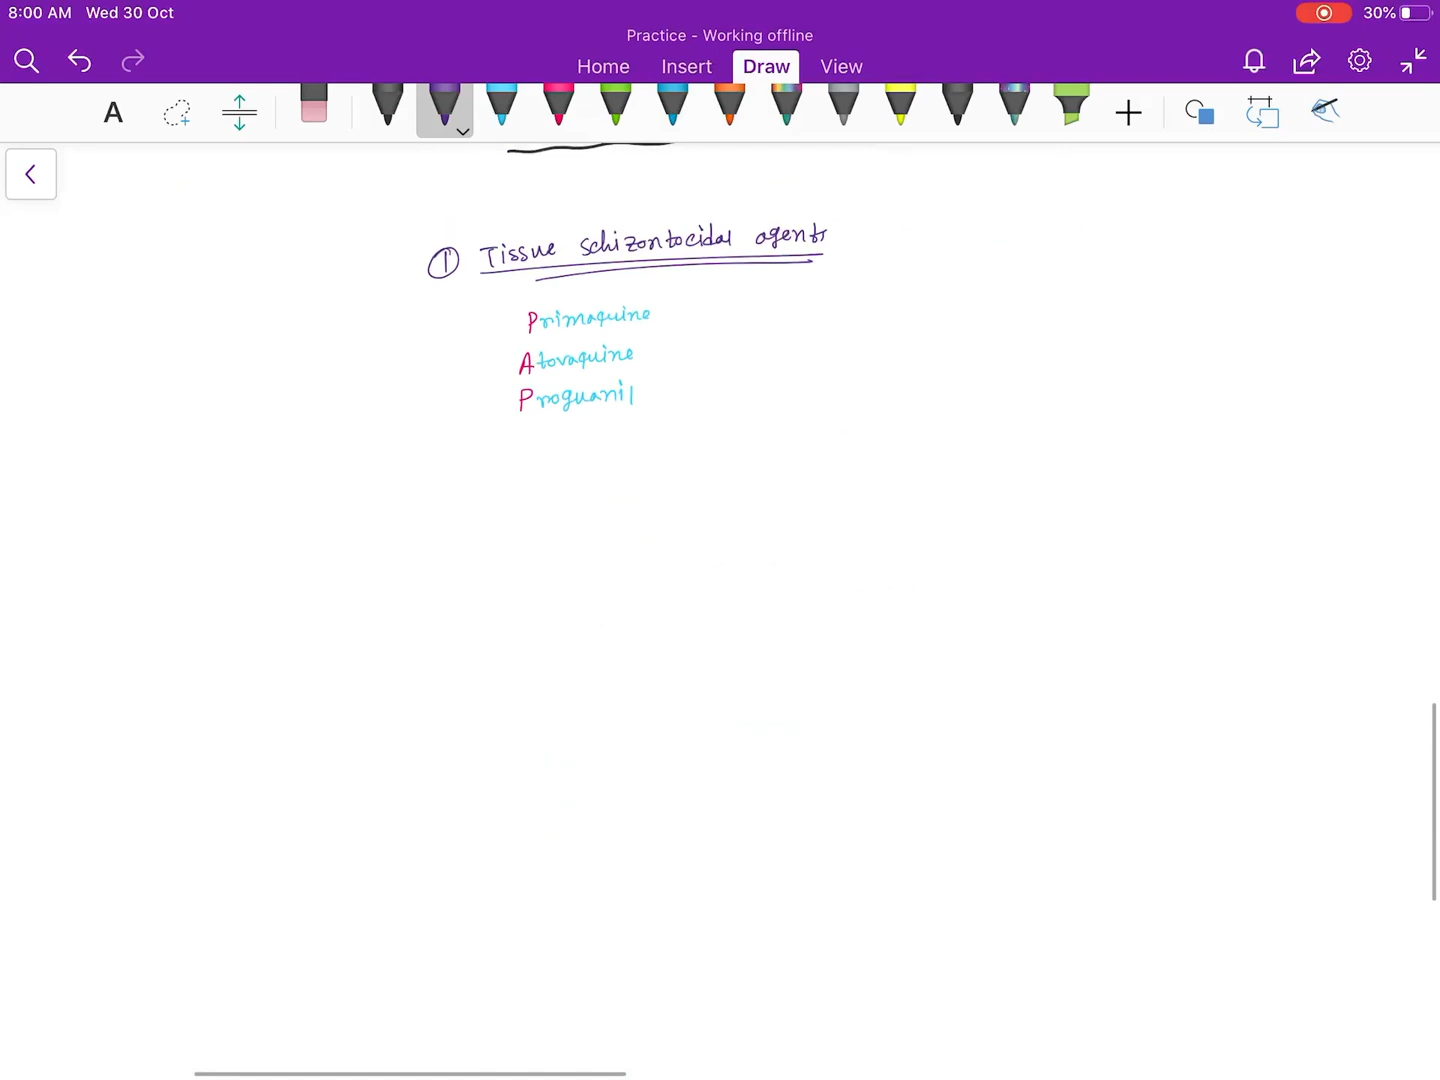 8:00 AM Wed 30 Oct
30%
Practice - Working offline
Home Insert Draw View
A
① Tissue schizontocidal agents
Primaquine
Atovaquine
Proguanil